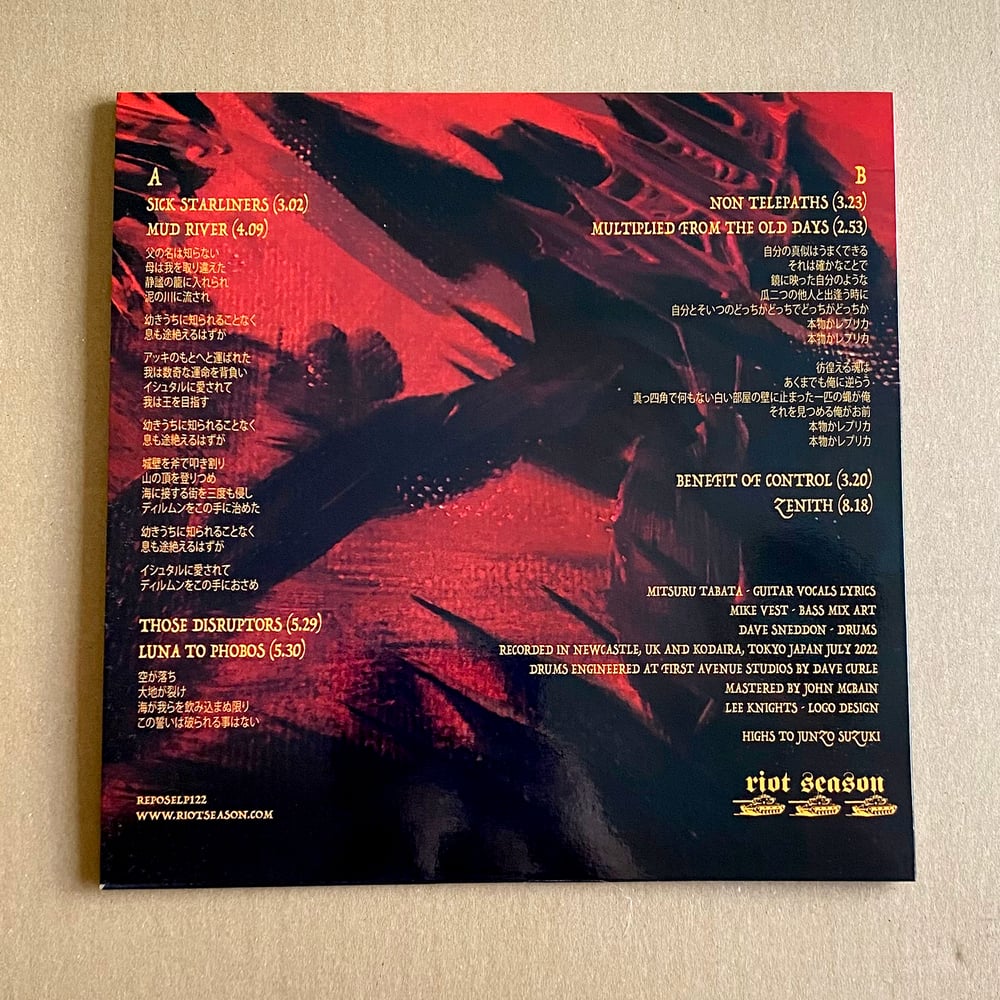 A
SICK STARLINERS (3.02)
MUD RIVER (4.09)
父の名は知らない
母は我を取り違えた
静謐の籠に入れられ
泥の川に流され
幼きうちに知られることなく
息も途絶えるはずが
アッキのもとへと運ばれた
我は数奇な運命を背負い
イシュタルに愛されて
我は王を目指す
幼きうちに知られることなく
息も途絶えるはずが
城壁を斧で叩き割り
山の頂を登りつめ
海に接する街を三度も侵し
ディルムンをこの手に治めた
幼きうちに知られることなく
息も途絶えるはずが
イシュタルに愛されて
ディルムンをこの手におさめ
THOSE DISRUPTORS (5.29)
LUNA TO PHOBOS (5.30)
空が落ち
大地が裂け
海が我らを飲み込まぬ限り
この誓いは破られる事はない
REPOSELP122
WWW.RIOTSEASON.COM
B
NON TELEPATHS (3.23)
MULTIPLIED FROM THE OLD DAYS (2.53)
自分の真似はうまくできる
それは確かなことで
鏡に映った自分のような
瓜二つの他人と出逢う時に
自分とそいつのどっちがどっちでどっちがどっちか
本物かレプリカ
本物かレプリカ
彷徨える魂は
あくまでも俺に逆らう
真っ四角で何もない白い部屋の壁に止まった一匹の蝿が俺
それを見つめる俺がお前
本物かレプリカ
本物かレプリカ
BENEFIT OF CONTROL (3.20)
ZENITH (8.18)
MITSURU TABATA - GUITAR VOCALS LYRICS
MIKE VEST - BASS MIX ART
DAVE SNEDDON - DRUMS
RECORDED IN NEWCASTLE, UK AND KODAIRA, TOKYO JAPAN JULY 2022
DRUMS ENGINEERED AT FIRST AVENUE STUDIOS BY DAVE CURLE
MASTERED BY JOHN MCBAIN
LEE KNIGHTS - LOGO DESIGN
HIGHS TO JUNZO SUZUKI
riot season